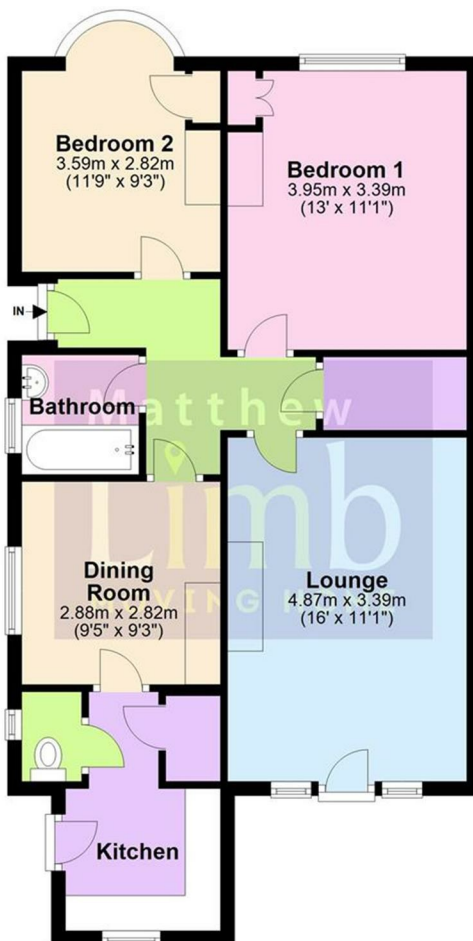 Bedroom 2
3.59m x 2.82m
(11'9" x 9'3")
Bedroom 1
3.95m x 3.39m
(13' x 11'1")
IN
Bathroom
Matthew
Limb
MOVING HOME
Dining
Room
2.88m x 2.82m
(9'5" x 9'3")
Lounge
4.87m x 3.39m
(16' x 11'1")
Kitchen